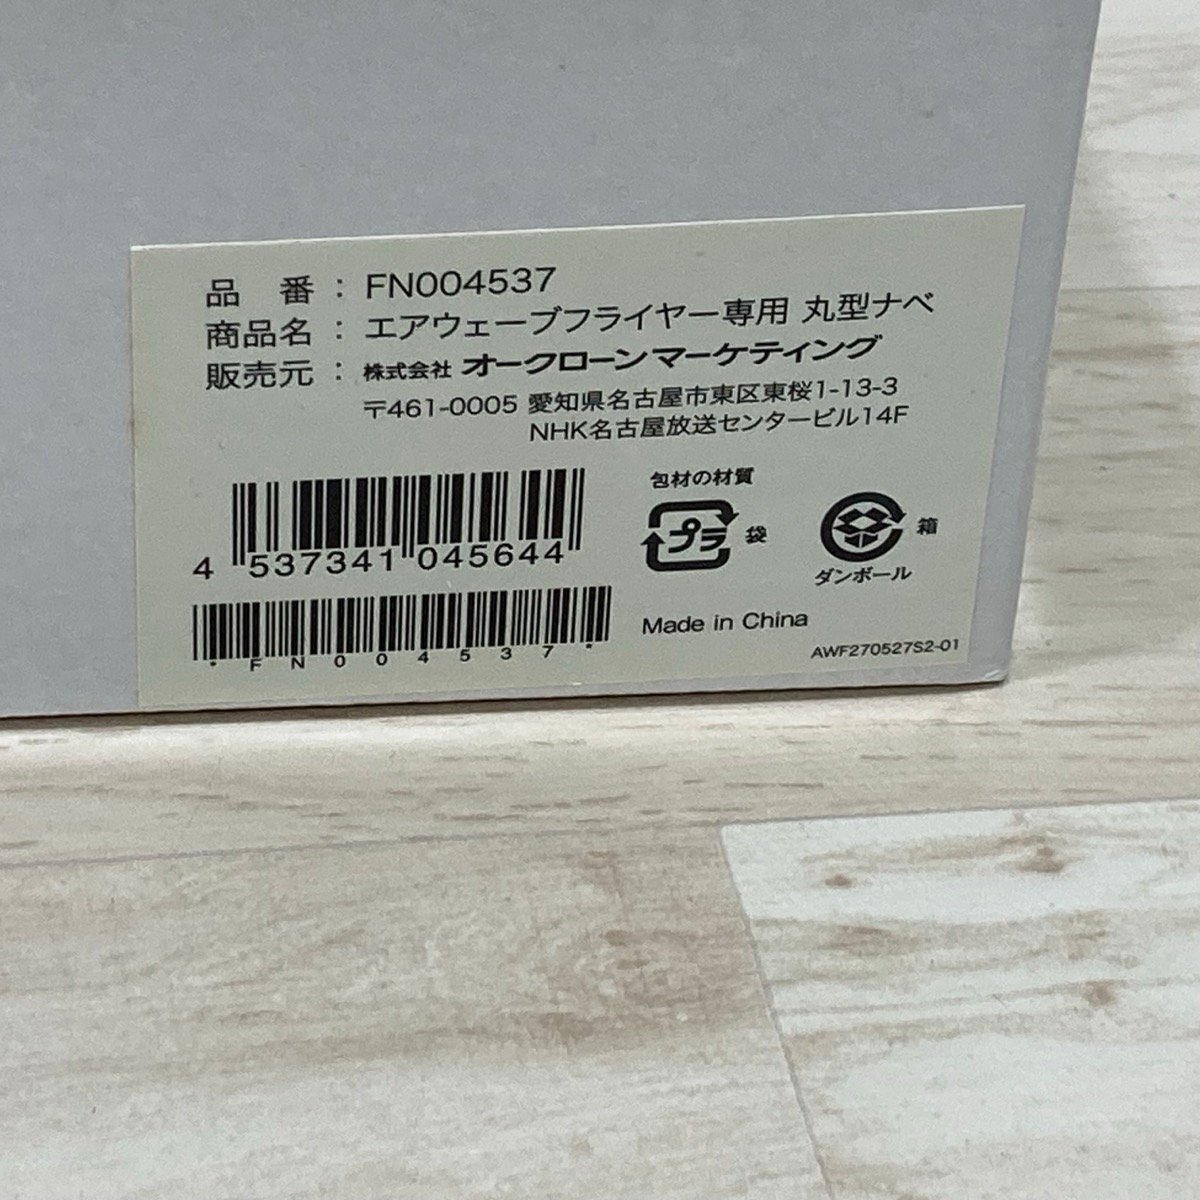 品 番 : FN004537
商品名 : エアウェーブフライヤー専用 丸型ナベ
販売元 : 株式会社 オークローンマーケティング
〒461-0005 愛知県名古屋市東区東桜1-13-3
NHK名古屋放送センタービル14F
包材の材質
プラ 袋
箱
ダンボール
4 537341 045644
*FN004537*
Made in China
AWF270527S2-01